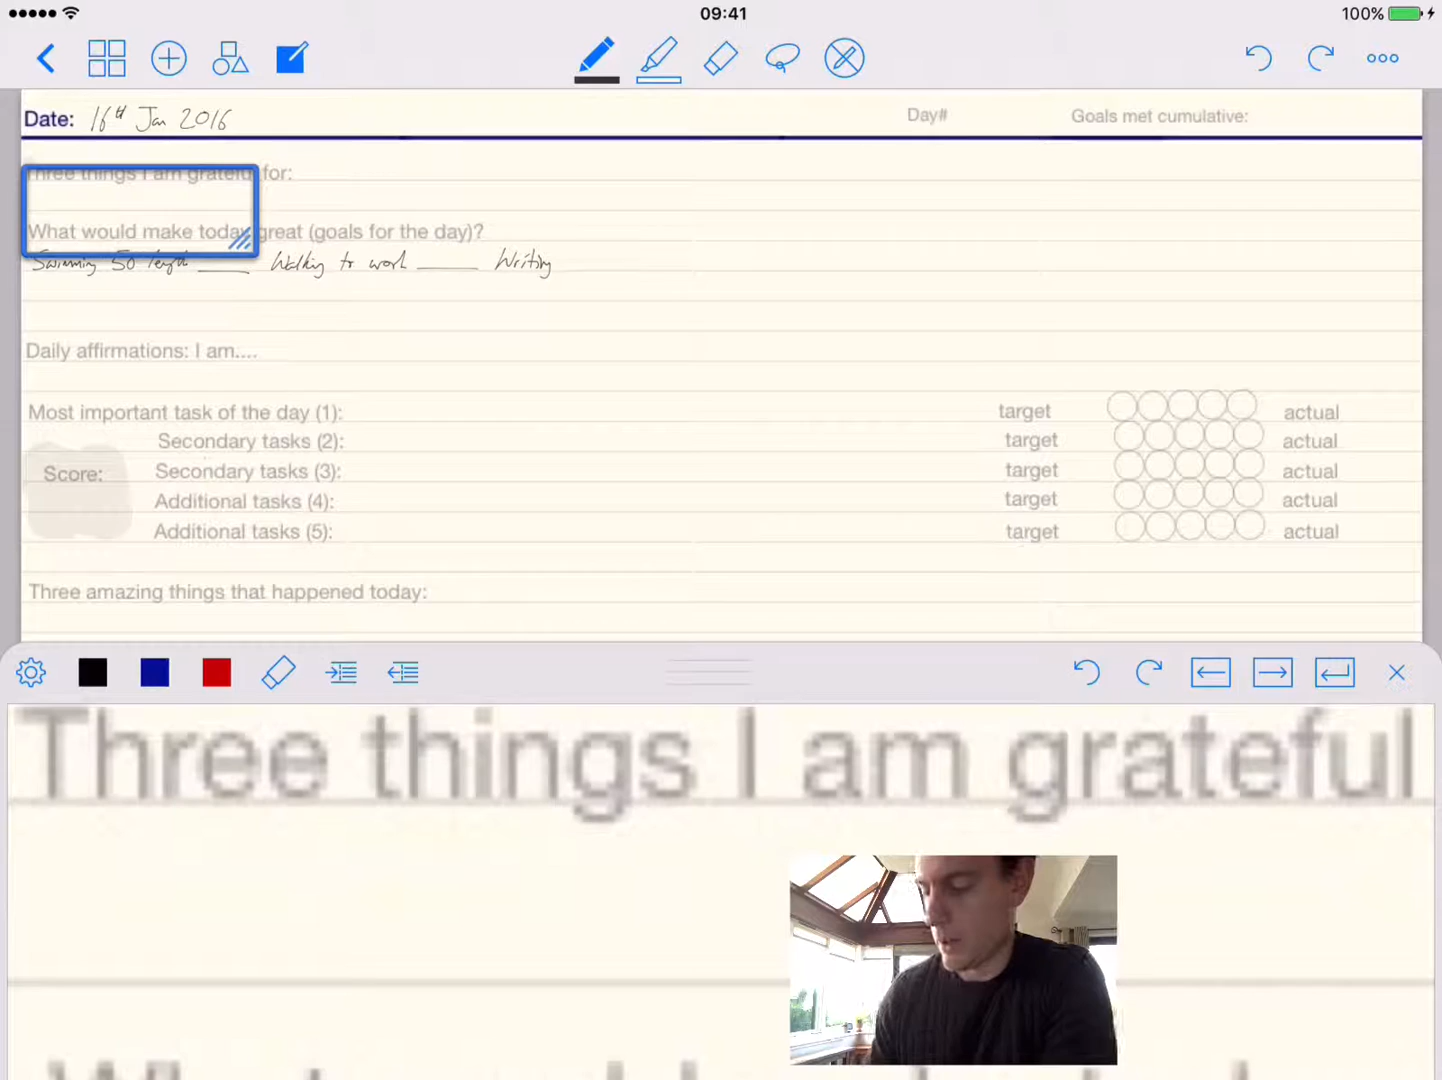 09:41
100%
Date: 16th Jan 2016 Day# Goals met cumulative:
Three things I am grateful for:
What would make today great (goals for the day)?
Swimming 50 length ____ Walking to work ____ Writing
Daily affirmations: I am....
Most important task of the day (1): target actual
Secondary tasks (2): target actual
Score: Secondary tasks (3): target actual
Additional tasks (4): target actual
Additional tasks (5): target actual
Three amazing things that happened today:
Three things I am grateful